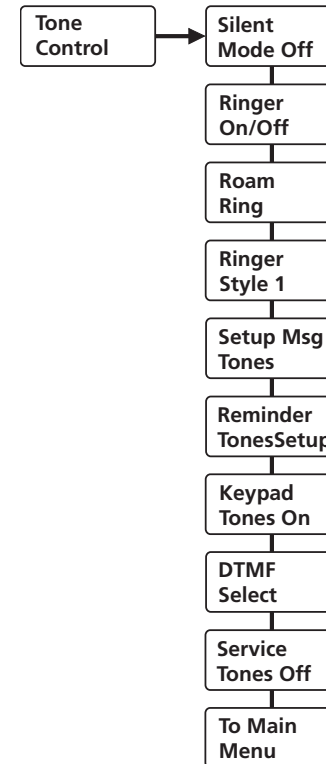 Tone
Control
Silent
Mode Off
Ringer
On/Off
Roam
Ring
Ringer
Style 1
Setup Msg
Tones
Reminder
TonesSetup
Keypad
Tones On
DTMF
Select
Service
Tones Off
To Main
Menu